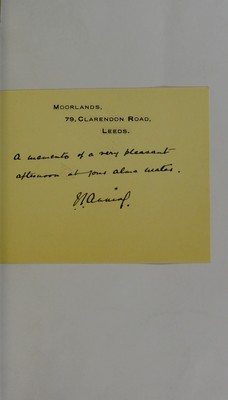 MOORLANDS,
79, CLARENDON ROAD,
LEEDS.
A memento of a very pleasant
afternoon at your alma mater.